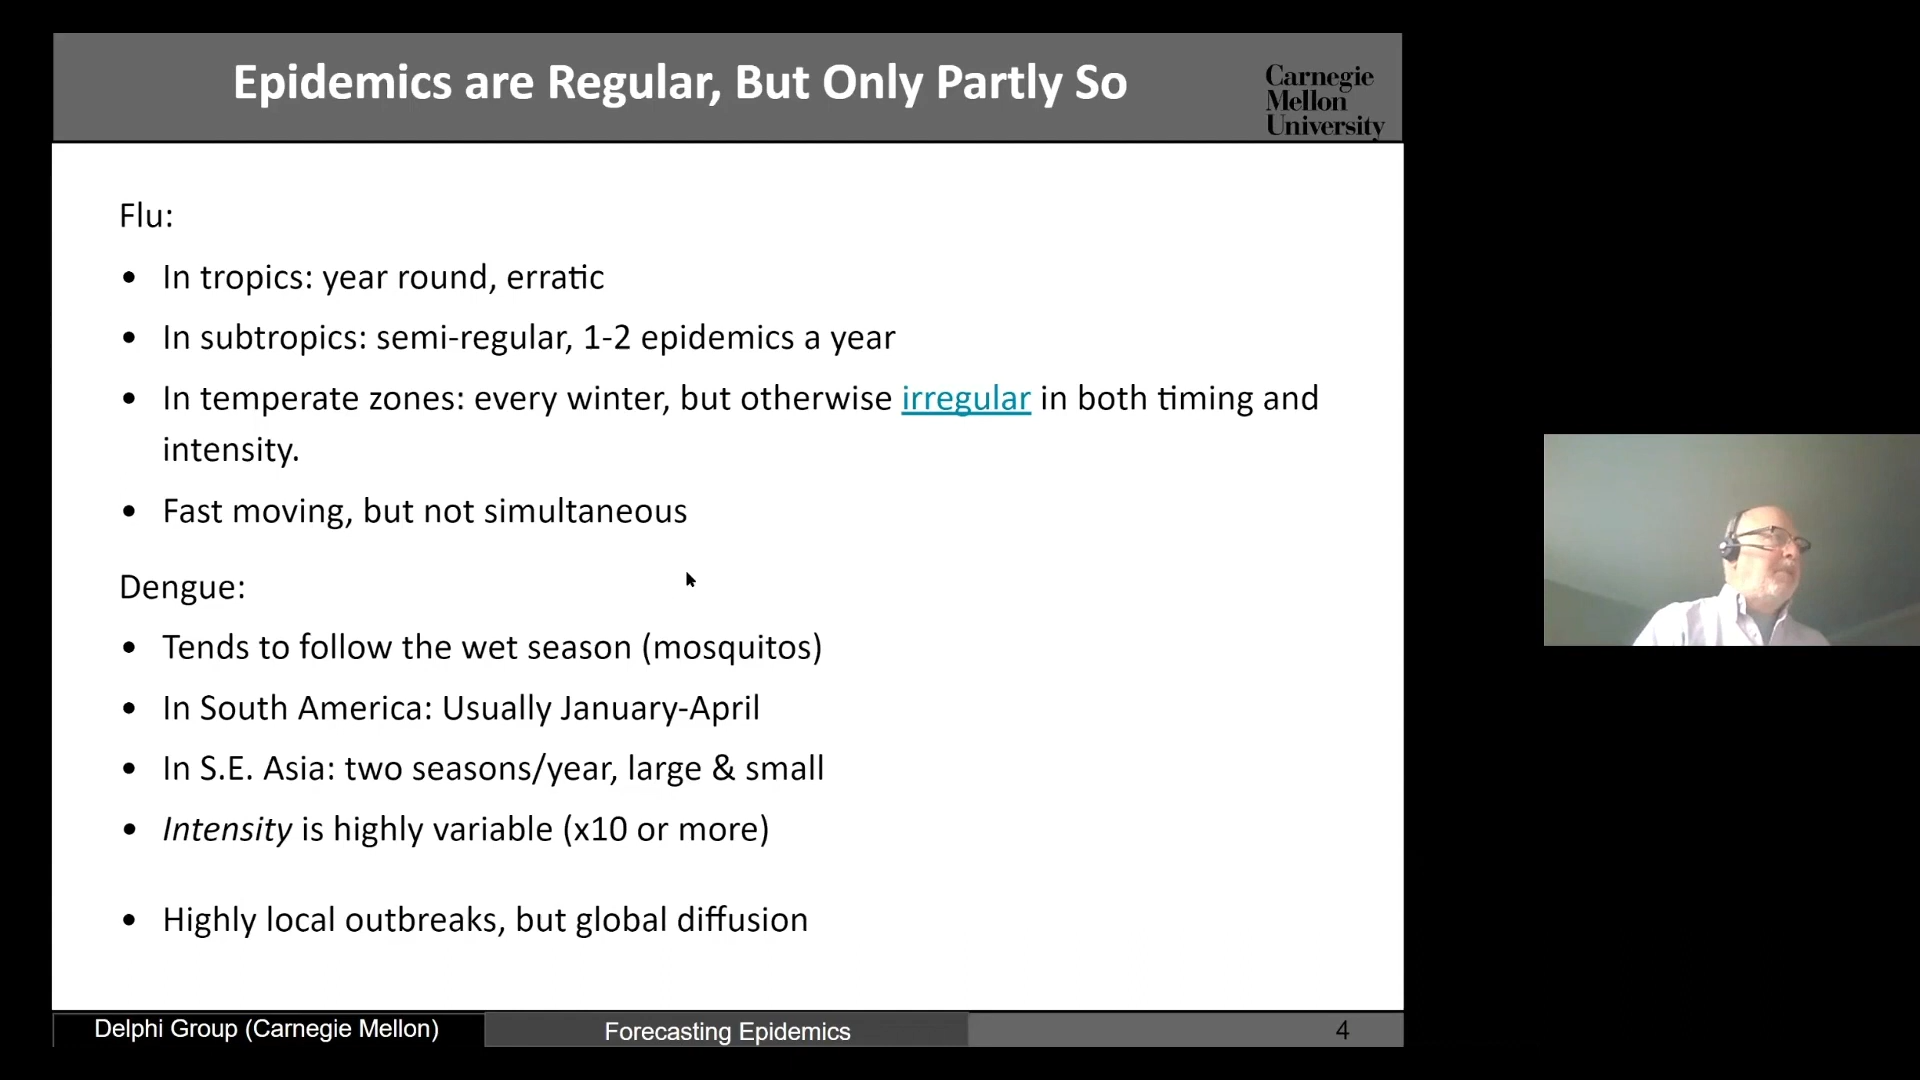 Epidemics are Regular, But Only Partly So
Carnegie
Mellon
University
Flu:
• In tropics: year round, erratic
• In subtropics: semi-regular, 1-2 epidemics a year
• In temperate zones: every winter, but otherwise irregular in both timing and
intensity.
• Fast moving, but not simultaneous
Dengue:
• Tends to follow the wet season (mosquitos)
• In South America: Usually January-April
• In S.E. Asia: two seasons/year, large & small
• Intensity is highly variable (x10 or more)
• Highly local outbreaks, but global diffusion
Delphi Group (Carnegie Mellon)
Forecasting Epidemics
4